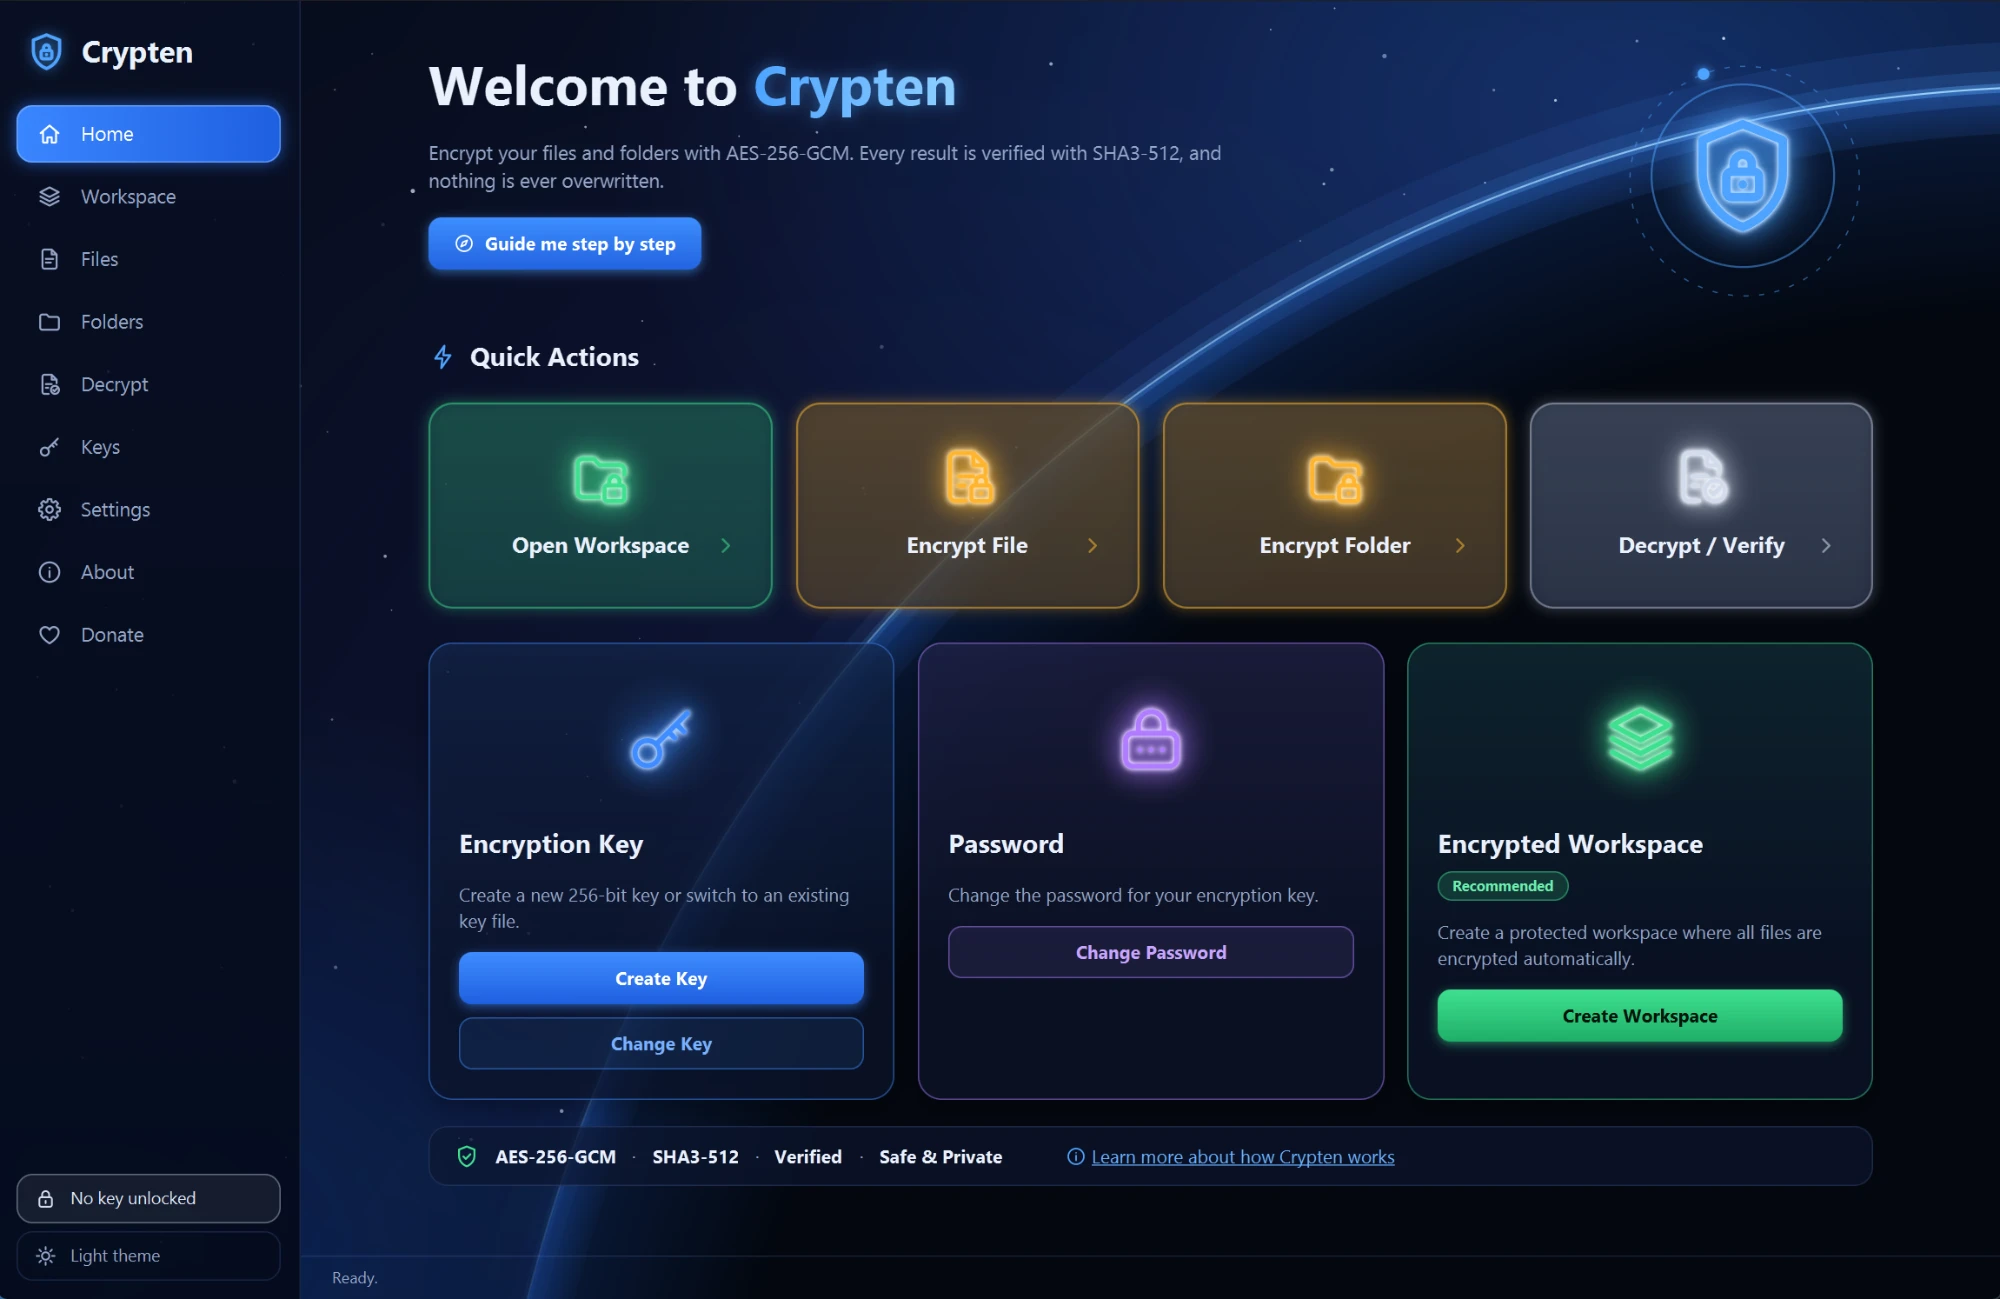 Crypten
Home
Workspace
Files
Folders
Decrypt
Keys
Settings
About
Donate
No key unlocked
Light theme
Welcome to Crypten
Encrypt your files and folders with AES-256-GCM. Every result is verified with SHA3-512, and
nothing is ever overwritten.
Guide me step by step
Quick Actions
Open Workspace
Encrypt File
Encrypt Folder
Decrypt / Verify
Encryption Key
Create a new 256-bit key or switch to an existing
key file.
Create Key
Change Key
Password
Change the password for your encryption key.
Change Password
Encrypted Workspace
Recommended
Create a protected workspace where all files are
encrypted automatically.
Create Workspace
AES-256-GCM · SHA3-512 · Verified · Safe & Private
Learn more about how Crypten works
Ready.